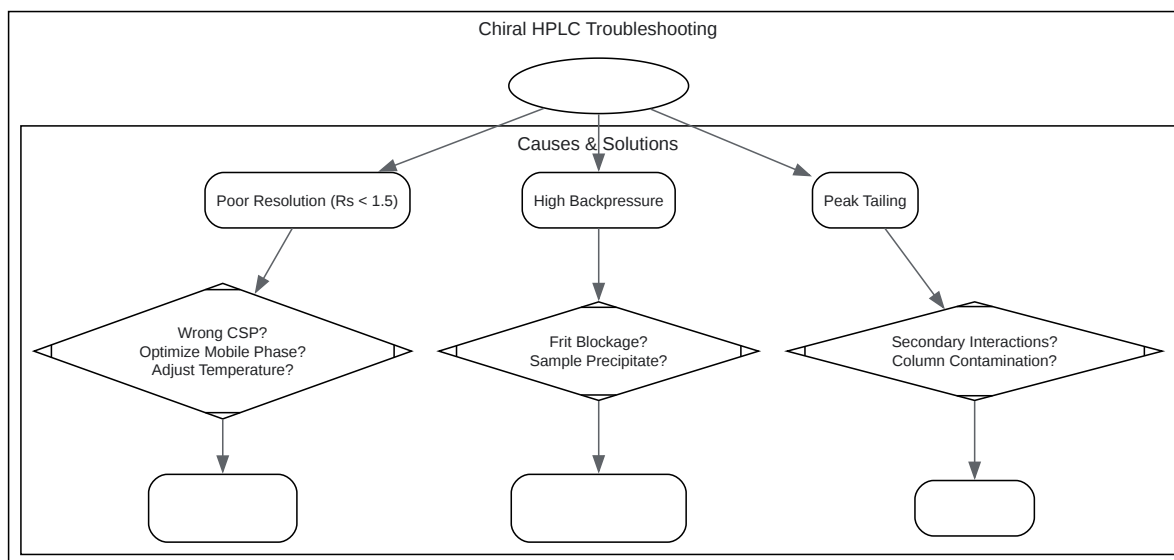 Chiral HPLC Troubleshooting
Causes & Solutions
Poor Resolution (Rs < 1.5)
High Backpressure
Peak Tailing
Wrong CSP?
Optimize Mobile Phase?
Adjust Temperature?
Frit Blockage?
Sample Precipitate?
Secondary Interactions?
Column Contamination?